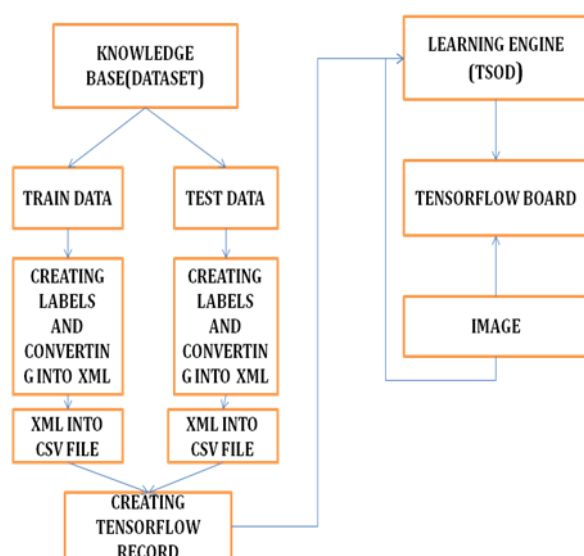 KNOWLEDGE
BASE(DATASET)
TRAIN DATA
TEST DATA
CREATING
LABELS
AND
CONVERTIN
G INTO XML
CREATING
LABELS
AND
CONVERTIN
G INTO XML
XML INTO
CSV FILE
XML INTO
CSV FILE
CREATING
TENSORFLOW
RECORD
LEARNING ENGINE
(TSOD)
TENSORFLOW BOARD
IMAGE